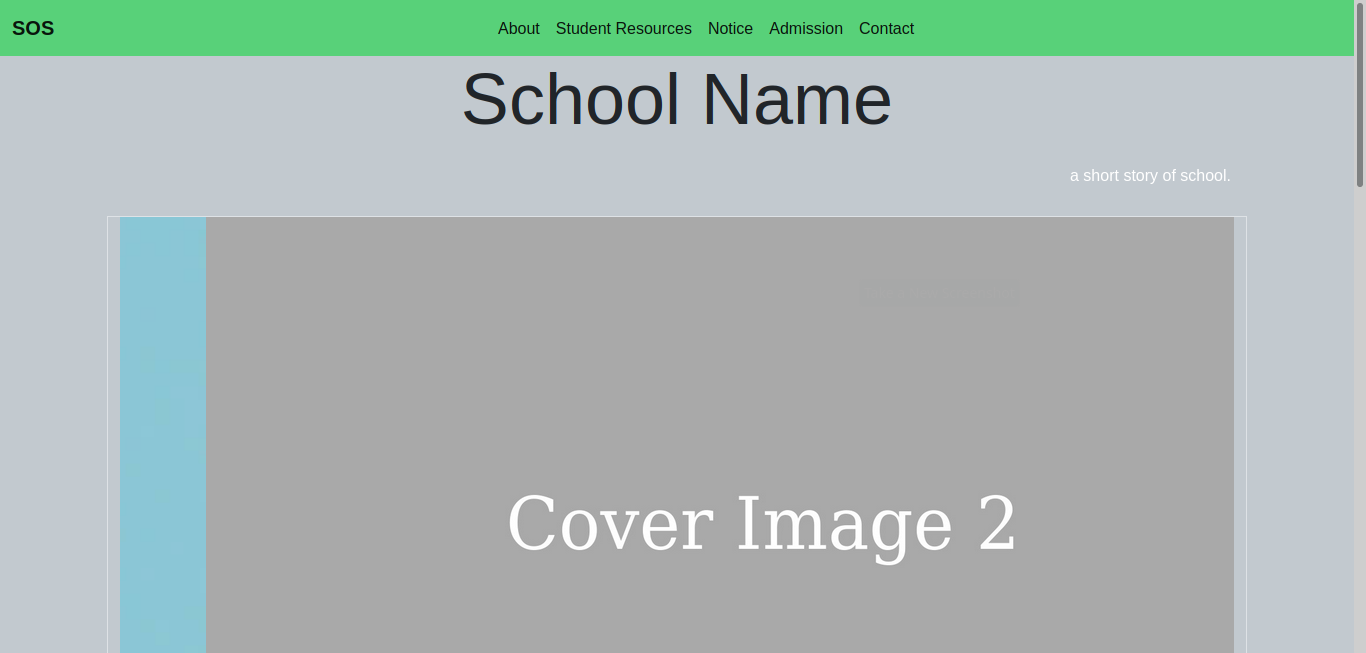 SOS About Student Resources Notice Admission Contact
School Name
a short story of school.
Cover Image 2